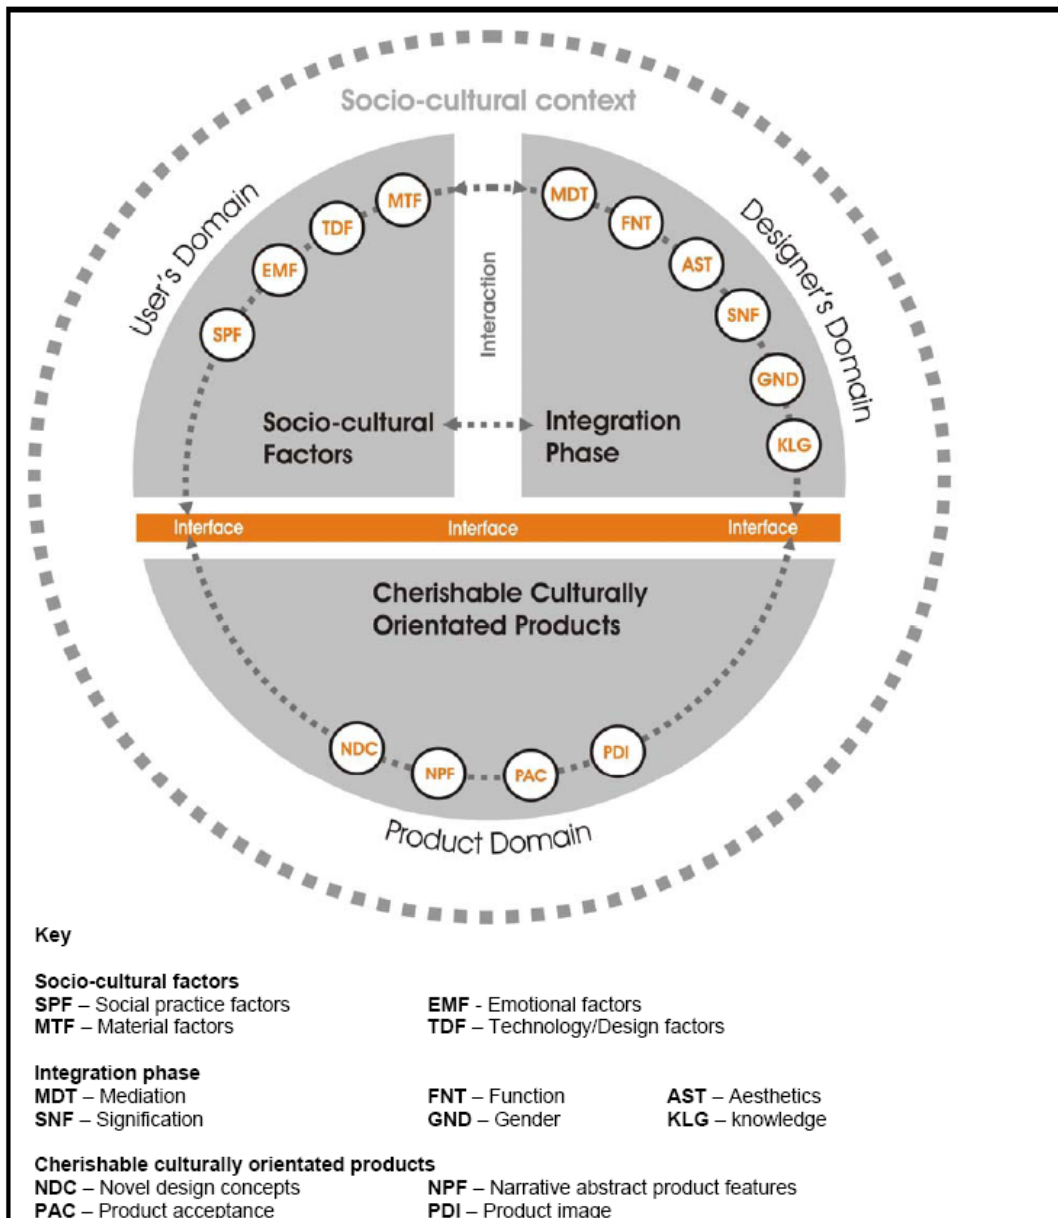 Socio-cultural context
User's Domain
Designer's Domain
MTF
TDF
EMF
SPF
MDT
FNT
AST
SNF
GND
KLG
Interaction
Socio-cultural
Factors
Integration
Phase
Interface Interface Interface
Cherishable Culturally
Orientated Products
NDC
NPF
PAC
PDI
Product Domain
Key
Socio-cultural factors
SPF – Social practice factors EMF - Emotional factors
MTF – Material factors TDF – Technology/Design factors
Integration phase
MDT – Mediation FNT – Function AST – Aesthetics
SNF – Signification GND – Gender KLG – knowledge
Cherishable culturally orientated products
NDC – Novel design concepts NPF – Narrative abstract product features
PAC – Product acceptance PDI – Product image